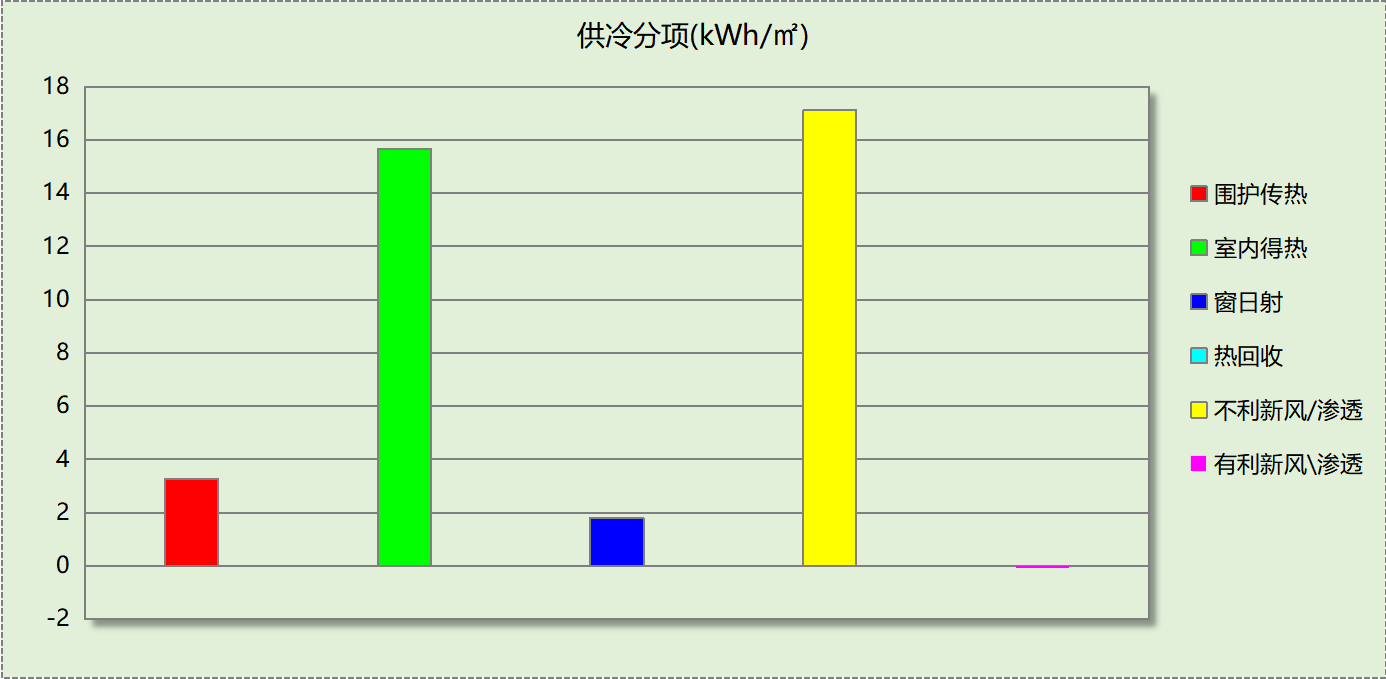 供冷分项(kWh/㎡)
18
16
14
12
10
8
6
4
2
0
-2
围护传热
室内得热
窗日射
热回收
不利新风/渗透
有利新风\渗透